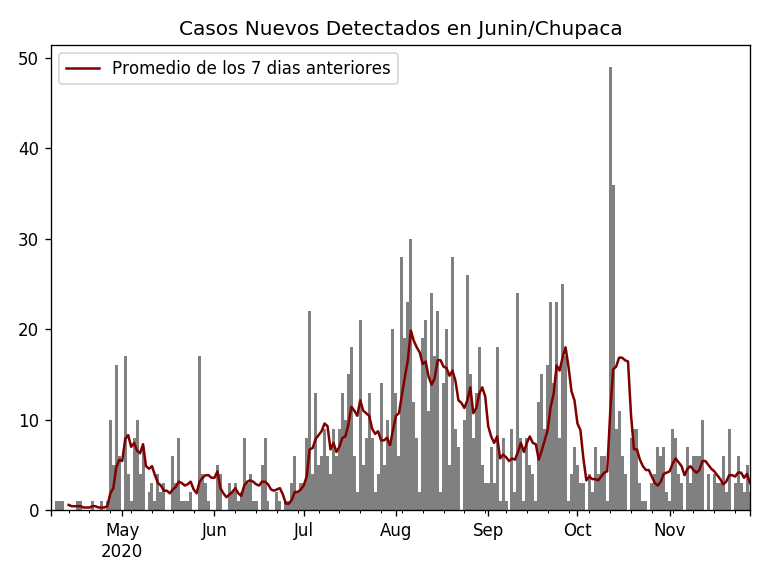 Casos Nuevos Detectados en Junin/Chupaca
Promedio de los 7 dias anteriores
50
40
30
20
10
0
May Jun Jul Aug Sep Oct Nov
2020